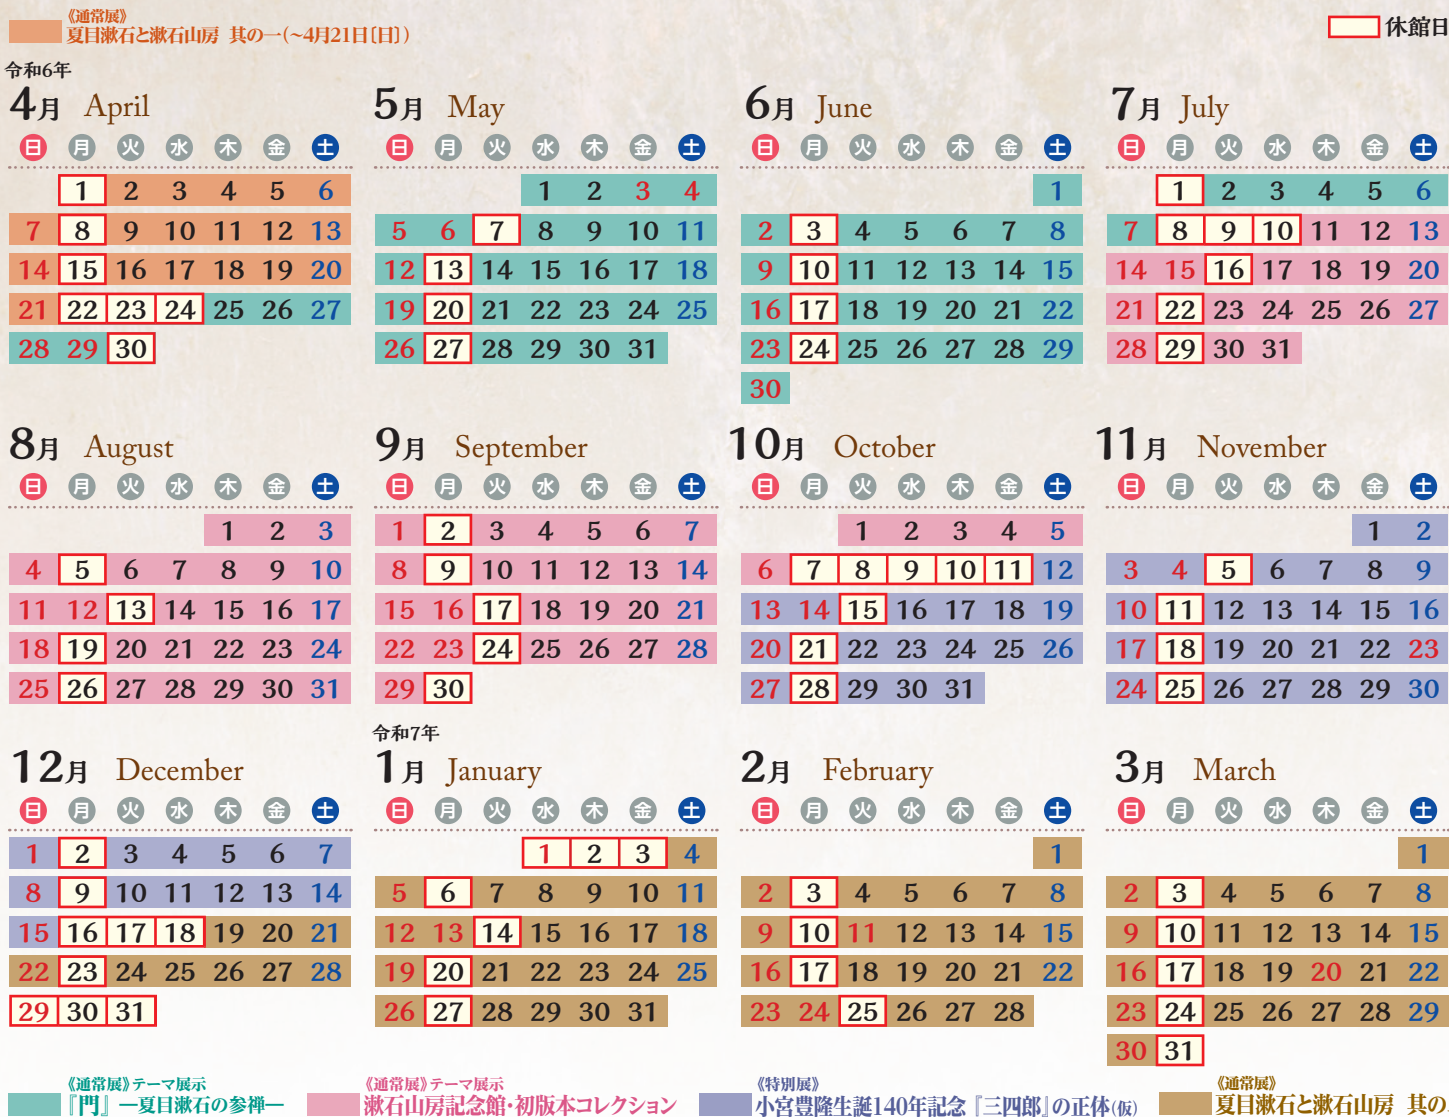 《通常展》
夏目漱石と漱石山房 其の一(~4月21日〔日〕)
休館日
令和6年
4月 April
日 月 火 水 木 金 土
1 2 3 4 5 6
7 8 9 10 11 12 13
14 15 16 17 18 19 20
21 22 23 24 25 26 27
28 29 30
5月 May
日 月 火 水 木 金 土
1 2 3 4
5 6 7 8 9 10 11
12 13 14 15 16 17 18
19 20 21 22 23 24 25
26 27 28 29 30 31
6月 June
日 月 火 水 木 金 土
1
2 3 4 5 6 7 8
9 10 11 12 13 14 15
16 17 18 19 20 21 22
23 24 25 26 27 28 29
30
7月 July
日 月 火 水 木 金 土
1 2 3 4 5 6
7 8 9 10 11 12 13
14 15 16 17 18 19 20
21 22 23 24 25 26 27
28 29 30 31
8月 August
日 月 火 水 木 金 土
1 2 3
4 5 6 7 8 9 10
11 12 13 14 15 16 17
18 19 20 21 22 23 24
25 26 27 28 29 30 31
9月 September
日 月 火 水 木 金 土
1 2 3 4 5 6 7
8 9 10 11 12 13 14
15 16 17 18 19 20 21
22 23 24 25 26 27 28
29 30
10月 October
日 月 火 水 木 金 土
1 2 3 4 5
6 7 8 9 10 11 12
13 14 15 16 17 18 19
20 21 22 23 24 25 26
27 28 29 30 31
11月 November
日 月 火 水 木 金 土
1 2
3 4 5 6 7 8 9
10 11 12 13 14 15 16
17 18 19 20 21 22 23
24 25 26 27 28 29 30
12月 December
日 月 火 水 木 金 土
1 2 3 4 5 6 7
8 9 10 11 12 13 14
15 16 17 18 19 20 21
22 23 24 25 26 27 28
29 30 31
令和7年
1月 January
日 月 火 水 木 金 土
1 2 3 4
5 6 7 8 9 10 11
12 13 14 15 16 17 18
19 20 21 22 23 24 25
26 27 28 29 30 31
2月 February
日 月 火 水 木 金 土
1
2 3 4 5 6 7 8
9 10 11 12 13 14 15
16 17 18 19 20 21 22
23 24 25 26 27 28
3月 March
日 月 火 水 木 金 土
1
2 3 4 5 6 7 8
9 10 11 12 13 14 15
16 17 18 19 20 21 22
23 24 25 26 27 28 29
30 31
《通常展》テーマ展示
『門』―夏目漱石の参禅―
《通常展》テーマ展示
漱石山房記念館・初版本コレクション
《特別展》
小宮豊隆生誕140年記念『三四郎』の正体(仮)
《通常展》
夏目漱石と漱石山房 其の